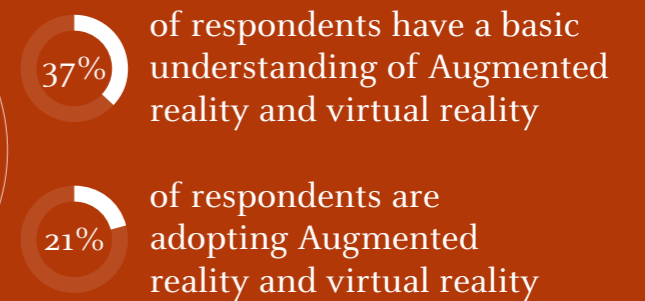 37%
of respondents have a basic
understanding of Augmented
reality and virtual reality
21%
of respondents are
adopting Augmented
reality and virtual reality